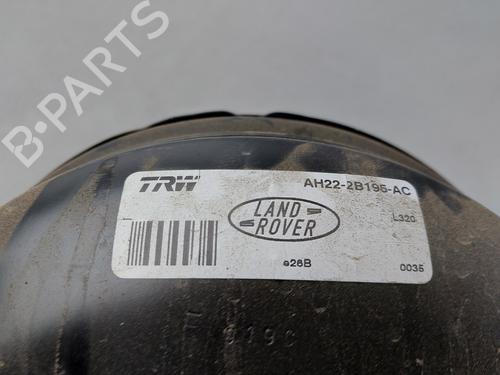 B-PARTS
TRW
AH22-2B195-AC
LAND
ROVER
L320
e26B
0035